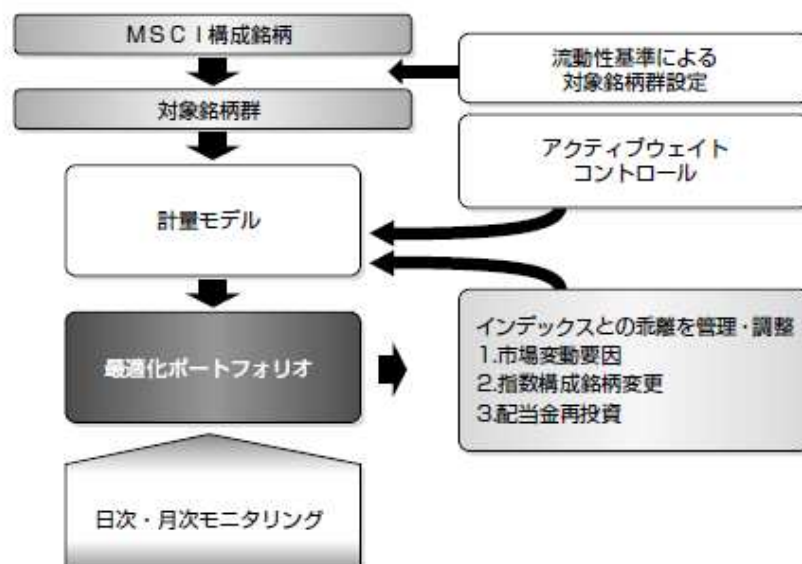 ＭＳＣＩ構成銘柄
流動性基準による
対象銘柄群設定
対象銘柄群
アクティブウェイト
コントロール
計量モデル
最適化ポートフォリオ
インデックスとの乖離を管理・調整
1.市場変動要因
2.指数構成銘柄変更
3.配当金再投資
日次・月次モニタリング